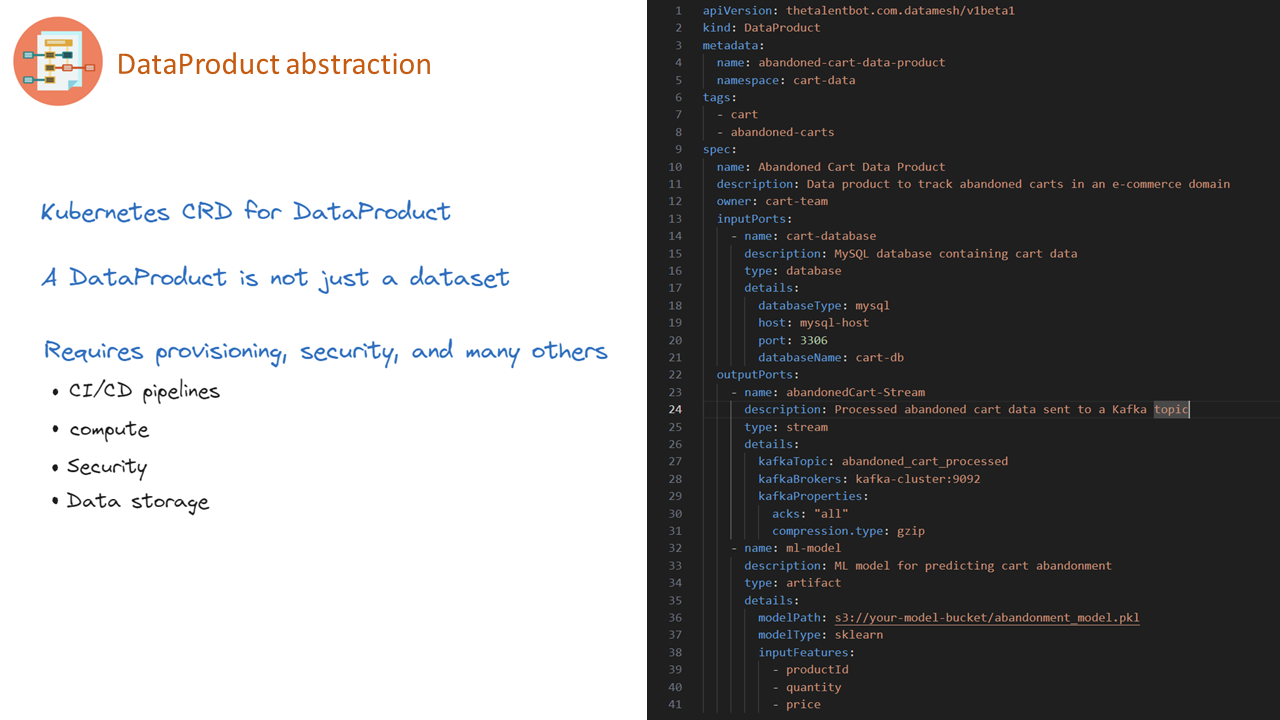 DataProduct abstraction
Kubernetes CRD for DataProduct
A DataProduct is not just a dataset
Requires provisioning, security, and many others
• CI/CD pipelines
• compute
• Security
• Data storage
1 apiVersion: thetalentbot.com.datamesh/v1beta1
2 kind: DataProduct
3 metadata:
4   name: abandoned-cart-data-product
5   namespace: cart-data
6 tags:
7   - cart
8   - abandoned-carts
9 spec:
10   name: Abandoned Cart Data Product
11   description: Data product to track abandoned carts in an e-commerce domain
12   owner: cart-team
13   inputPorts:
14     - name: cart-database
15       description: MySQL database containing cart data
16       type: database
17       details:
18         databaseType: mysql
19         host: mysql-host
20         port: 3306
21         databaseName: cart-db
22   outputPorts:
23     - name: abandonedCart-Stream
24       description: Processed abandoned cart data sent to a Kafka topic
25       type: stream
26       details:
27         kafkaTopic: abandoned_cart_processed
28         kafkaBrokers: kafka-cluster:9092
29         kafkaProperties:
30           acks: "all"
31           compression.type: gzip
32     - name: ml-model
33       description: ML model for predicting cart abandonment
34       type: artifact
35       details:
36         modelPath: s3://your-model-bucket/abandonment_model.pkl
37         modelType: sklearn
38         inputFeatures:
39           - productId
40           - quantity
41           - price